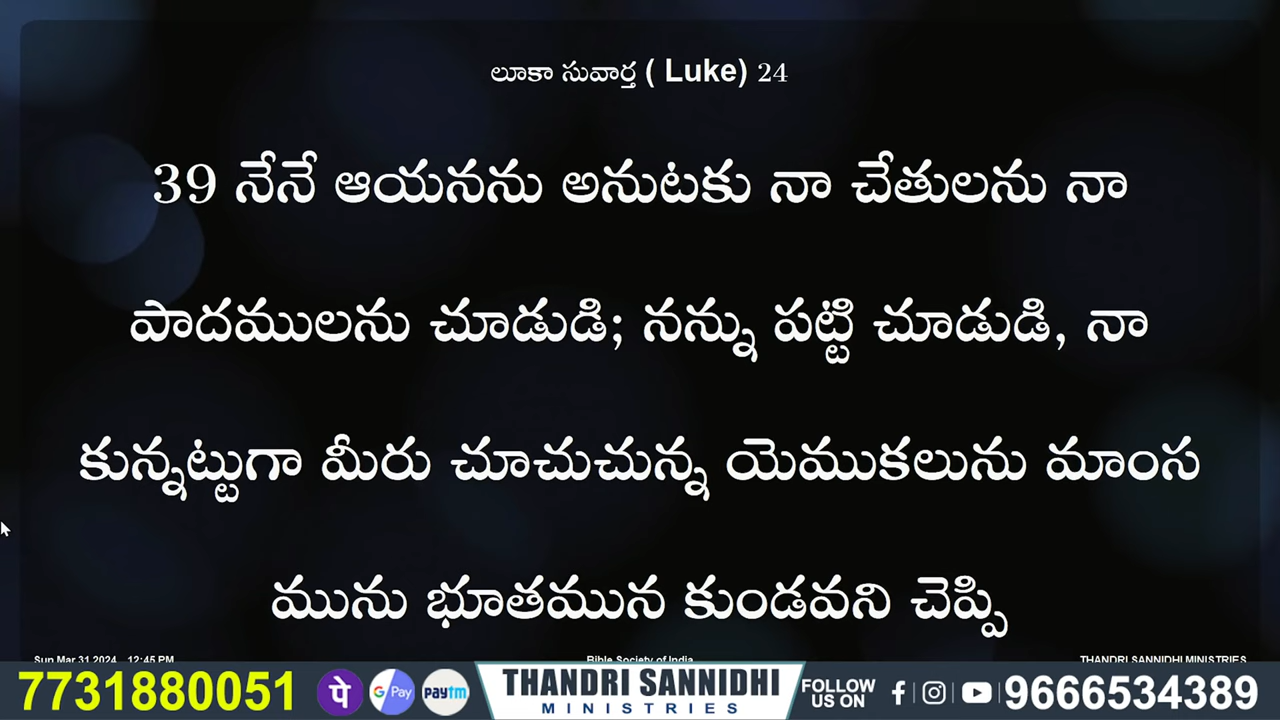 లూకా సువార్త ( Luke) 24
39 నేనే ఆయనను అనుటకు నా చేతులను నా
పాదములను చూడుడి; నన్ను పట్టి చూడుడి, నా
కున్నట్టుగా మీరు చూచుచున్న యెముకలును మాంస
మును భూతమున కుండవని చెప్పి
Sun Mar 31 2024 12:45 PM Bible Society of India THANDRI SANNIDHI MINISTRIES
7731880051 पे G Pay paytm THANDRI SANNIDHI FOLLOW 9666534389
MINISTRIES US ON